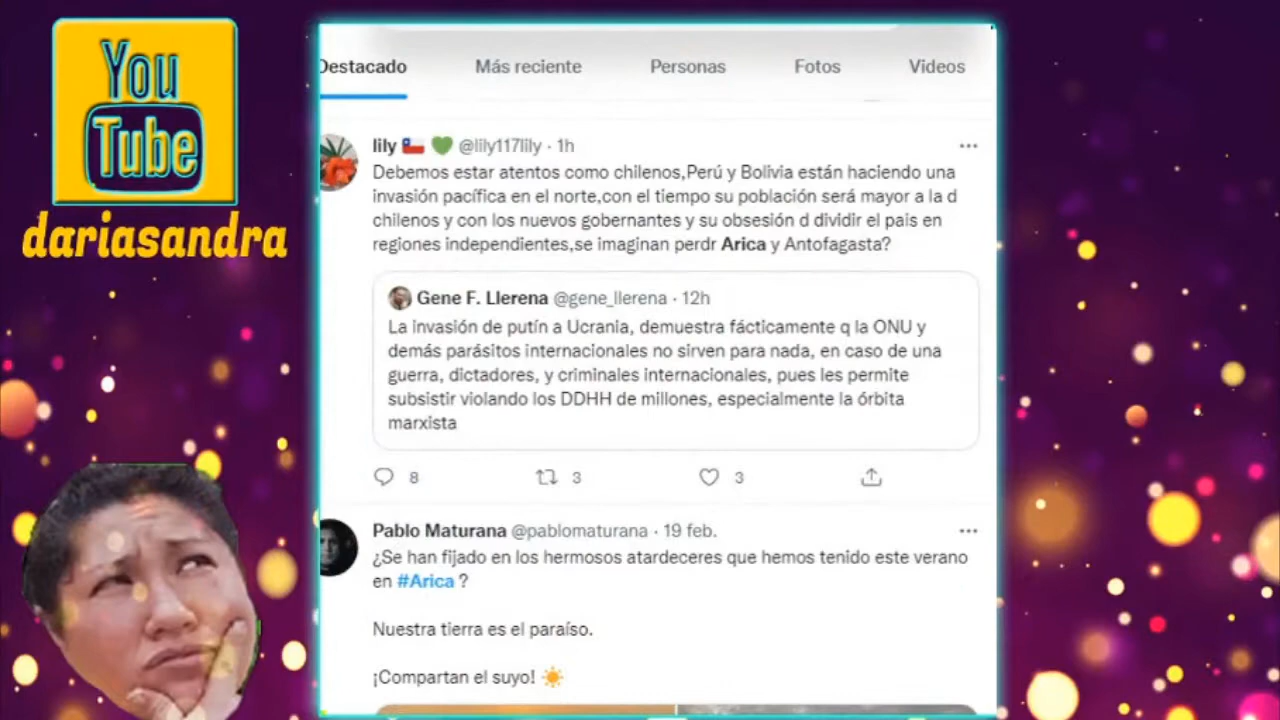 You
Tube
dariasandra
Destacado Más reciente Personas Fotos Videos
lily 🇨🇱 💚 @lily117lily · 1h
Debemos estar atentos como chilenos,Perú y Bolivia están haciendo una
invasión pacífica en el norte,con el tiempo su población será mayor a la d
chilenos y con los nuevos gobernantes y su obsesión d dividir el pais en
regiones independientes,se imaginan perdr Arica y Antofagasta?
Gene F. Llerena @gene_llerena · 12h
La invasión de putín a Ucrania, demuestra fácticamente q la ONU y
demás parásitos internacionales no sirven para nada, en caso de una
guerra, dictadores, y criminales internacionales, pues les permite
subsistir violando los DDHH de millones, especialmente la órbita
marxista
8 3 3
Pablo Maturana @pablomaturana · 19 feb.
¿Se han fijado en los hermosos atardeceres que hemos tenido este verano
en #Arica ?
Nuestra tierra es el paraíso.
¡Compartan el suyo! ☀️